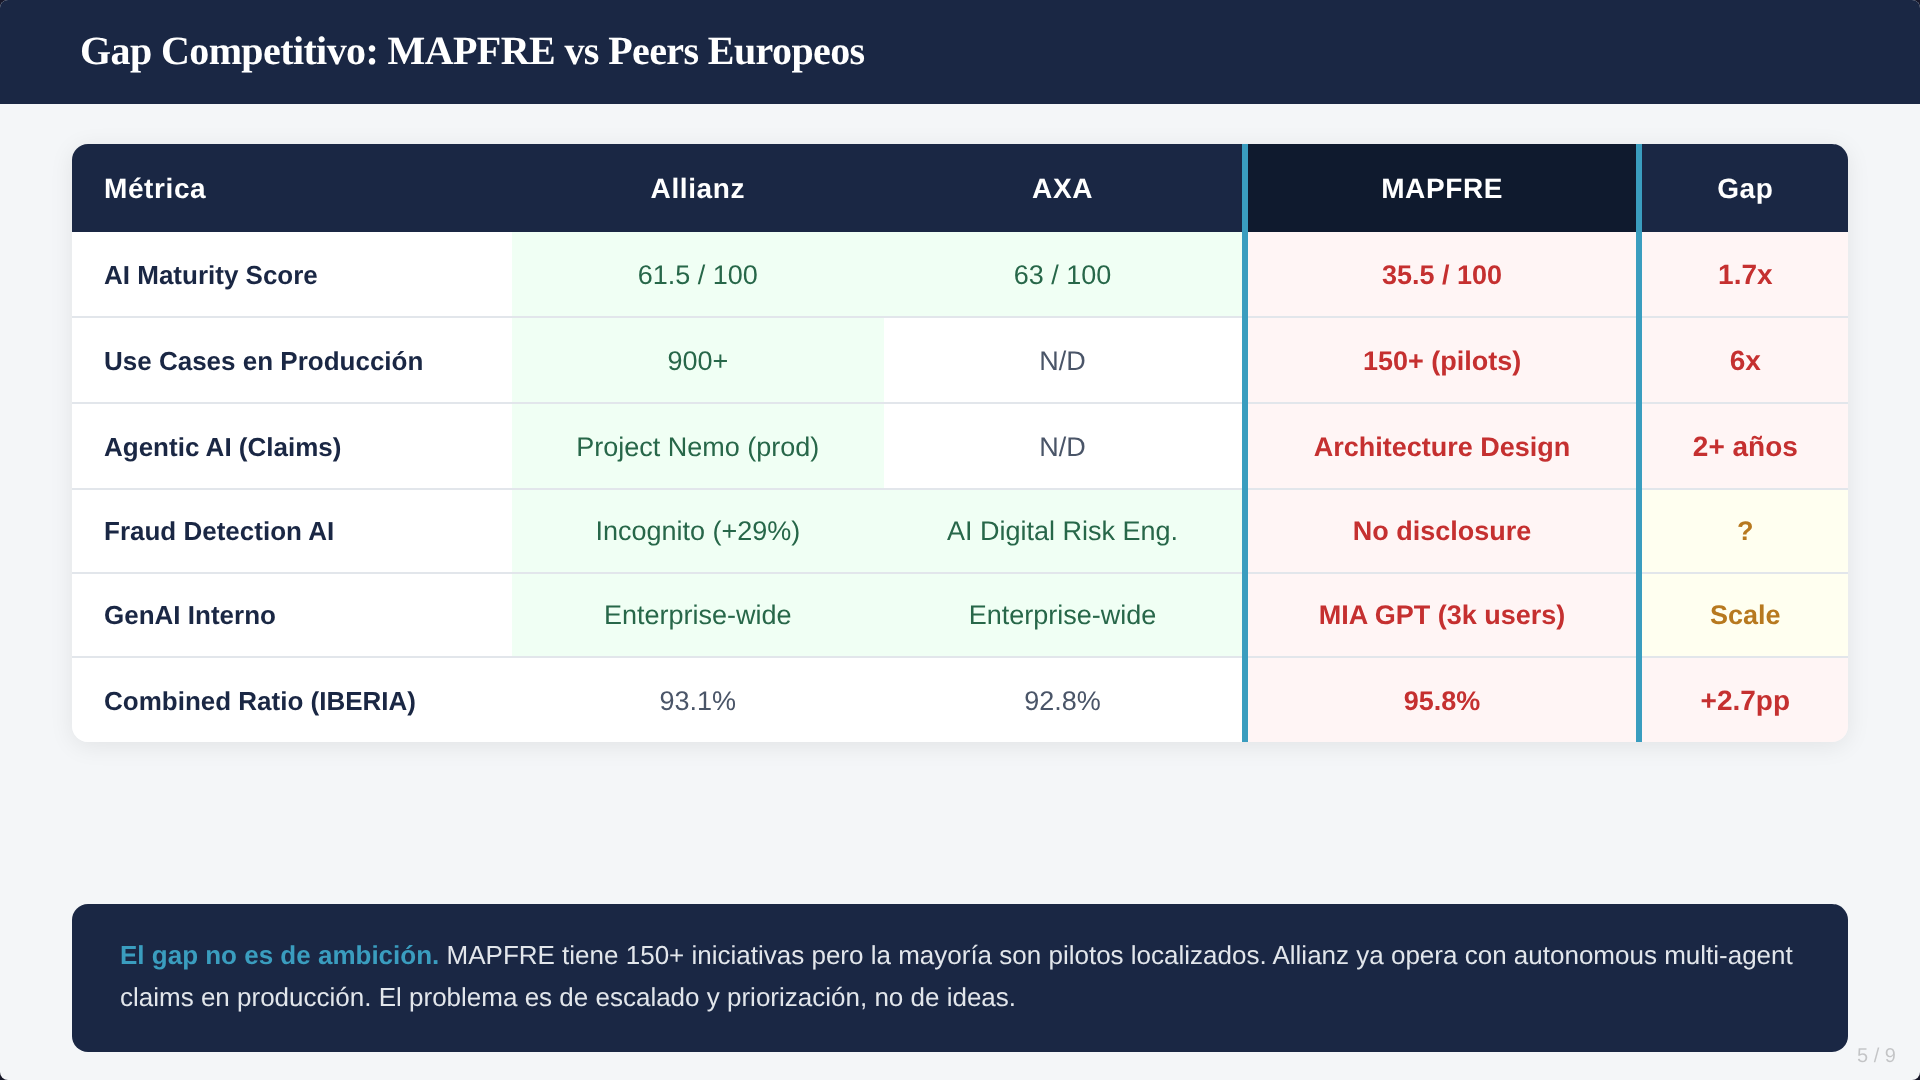 Gap Competitivo: MAPFRE vs Peers Europeos
Métrica Allianz AXA MAPFRE Gap
AI Maturity Score 61.5 / 100 63 / 100 35.5 / 100 1.7x
Use Cases en Producción 900+ N/D 150+ (pilots) 6x
Agentic AI (Claims) Project Nemo (prod) N/D Architecture Design 2+ años
Fraud Detection AI Incognito (+29%) AI Digital Risk Eng. No disclosure ?
GenAI Interno Enterprise-wide Enterprise-wide MIA GPT (3k users) Scale
Combined Ratio (IBERIA) 93.1% 92.8% 95.8% +2.7pp
El gap no es de ambición. MAPFRE tiene 150+ iniciativas pero la mayoría son pilotos localizados. Allianz ya opera con autonomous multi-agent
claims en producción. El problema es de escalado y priorización, no de ideas.
5 / 9